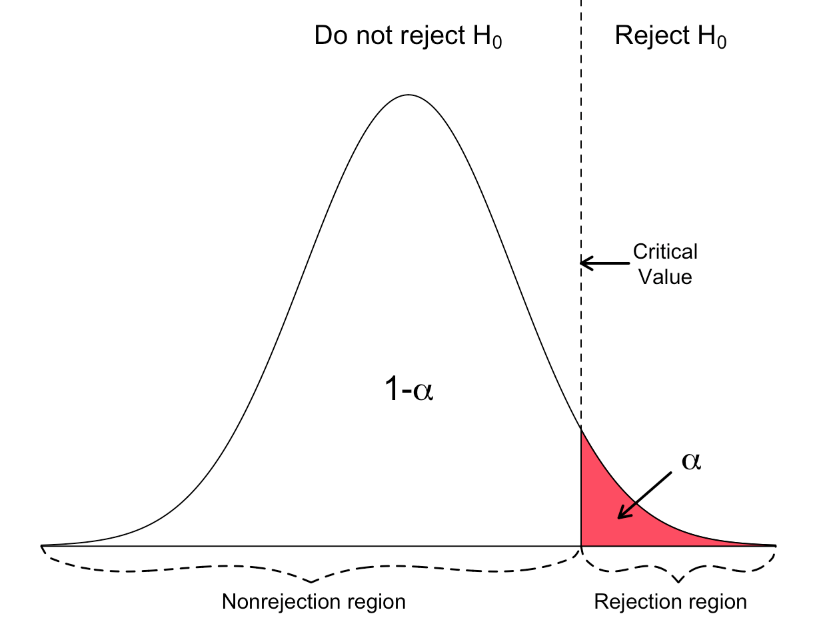 Do not reject H₀
Reject H₀
Critical
Value
1-α
α
Nonrejection region
Rejection region